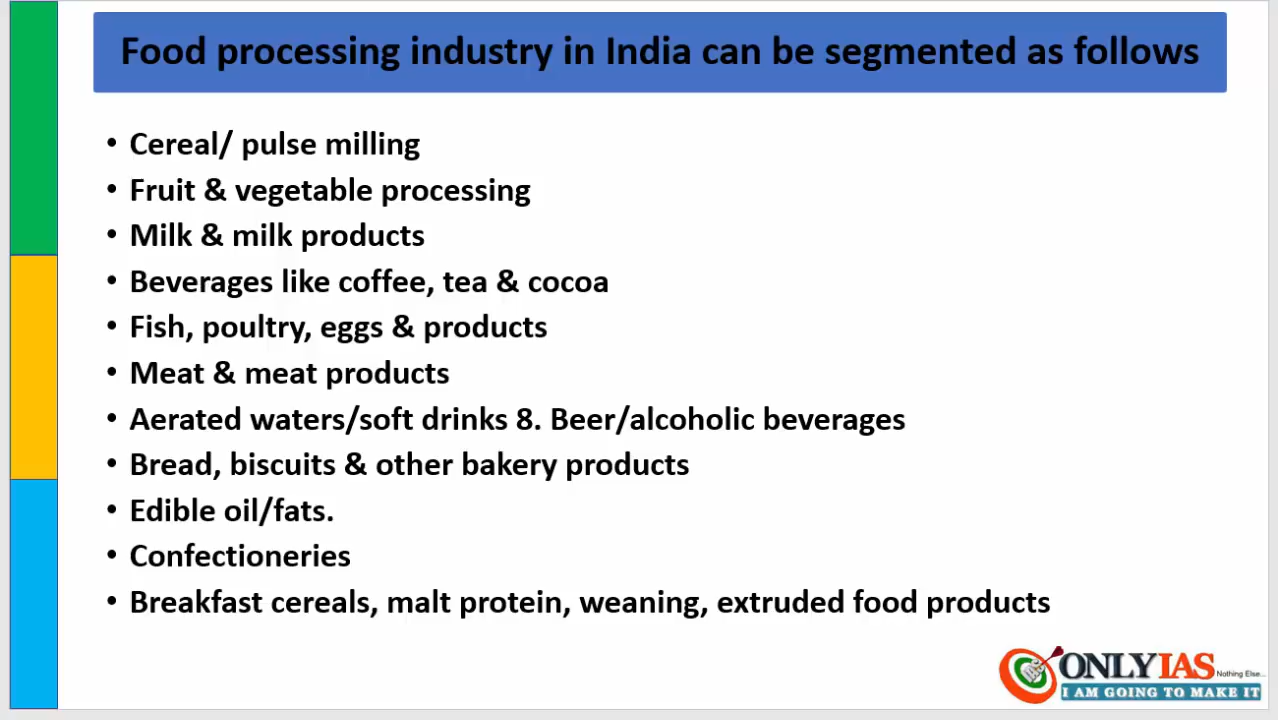 Food processing industry in India can be segmented as follows
• Cereal/ pulse milling
• Fruit & vegetable processing
• Milk & milk products
• Beverages like coffee, tea & cocoa
• Fish, poultry, eggs & products
• Meat & meat products
• Aerated waters/soft drinks 8. Beer/alcoholic beverages
• Bread, biscuits & other bakery products
• Edible oil/fats.
• Confectioneries
• Breakfast cereals, malt protein, weaning, extruded food products
ONLYIAS
Nothing Else...
I AM GOING TO MAKE IT